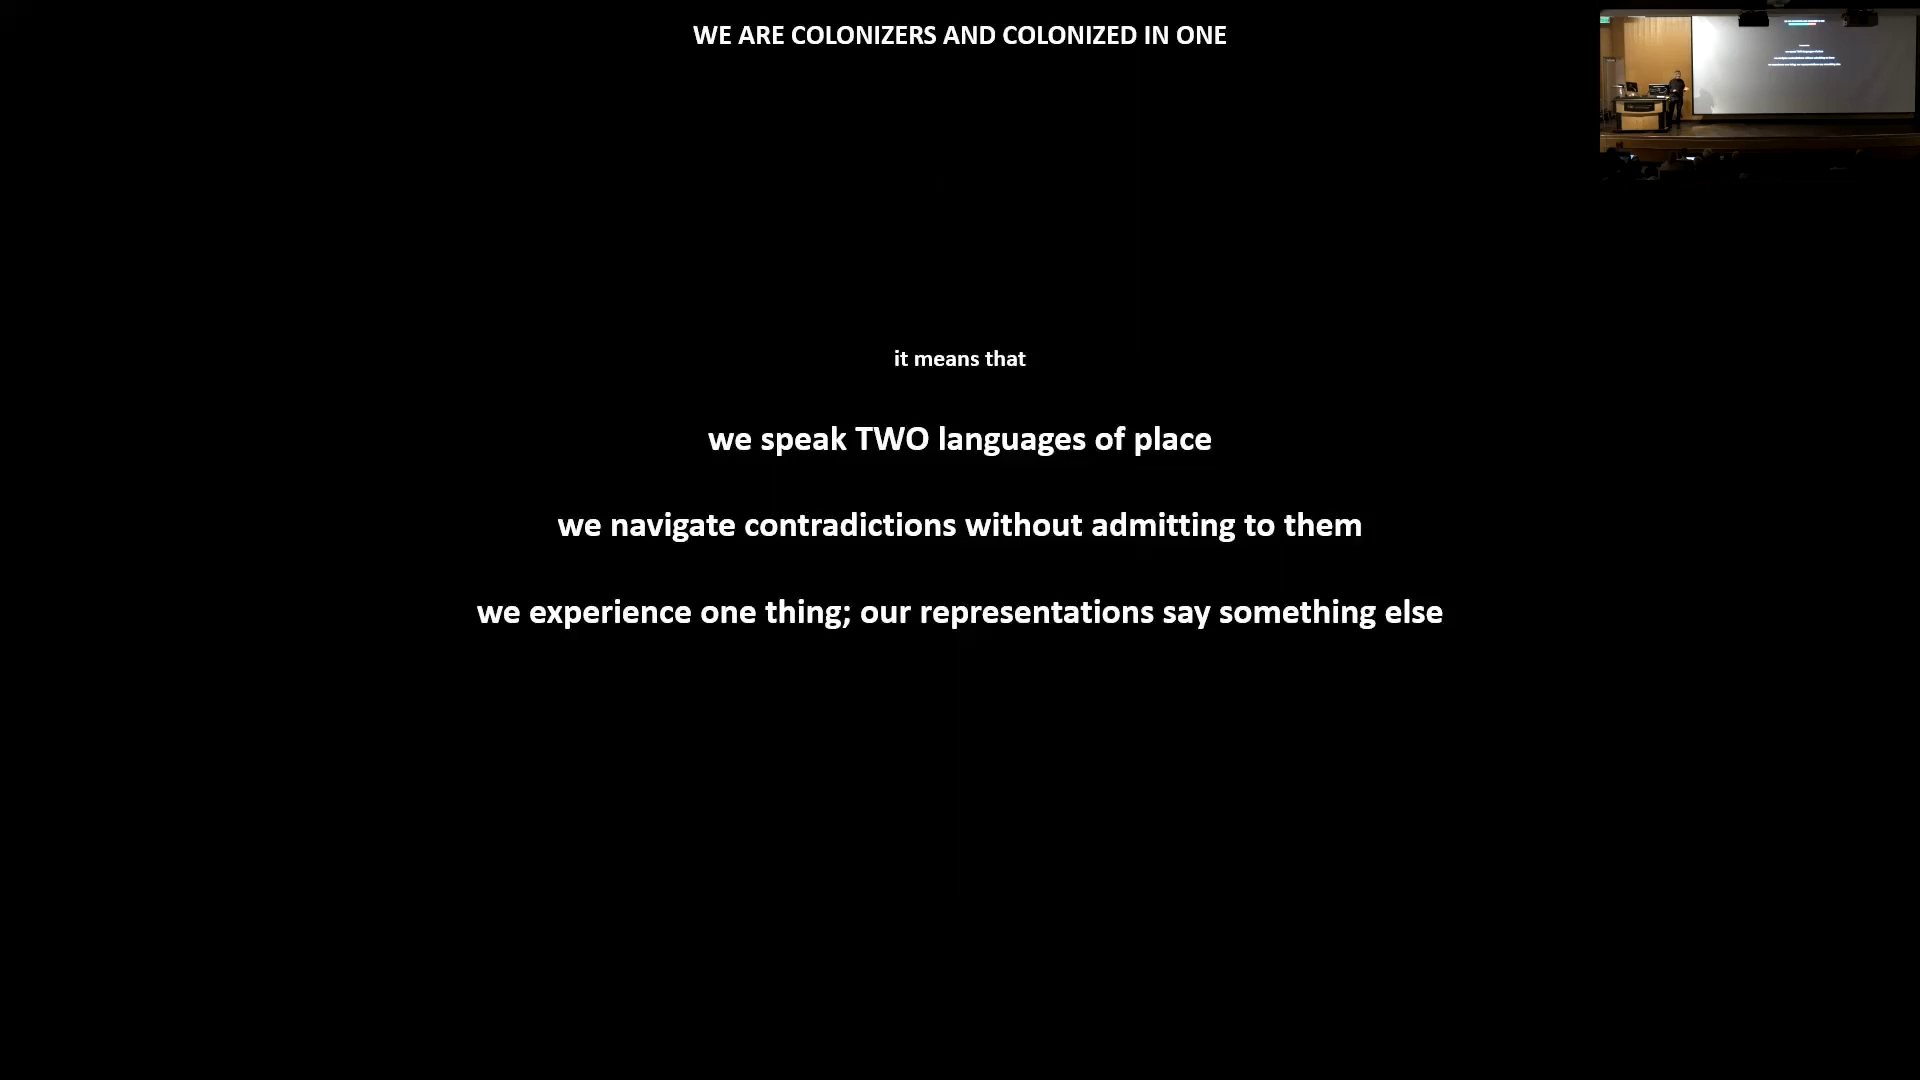 WE ARE COLONIZERS AND COLONIZED IN ONE
it means that
we speak TWO languages of place
we navigate contradictions without admitting to them
we experience one thing; our representations say something else